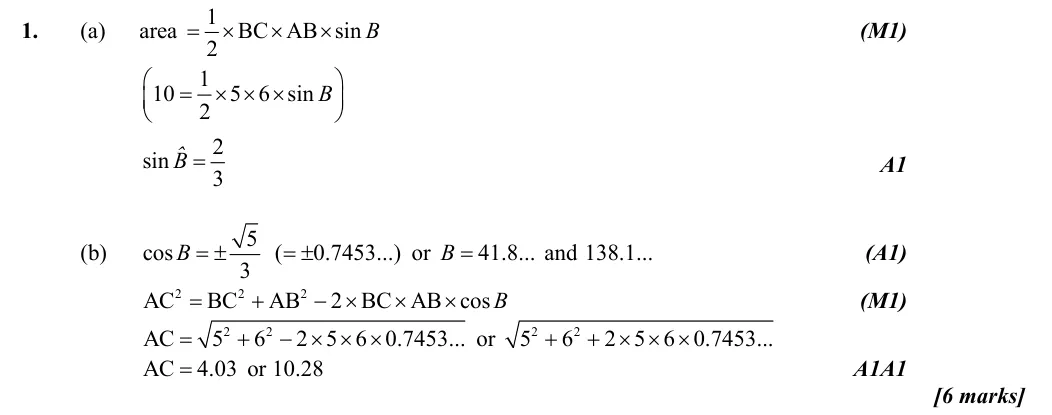 1. (a) area = 1/2 × BC × AB × sin B (M1)
(10 = 1/2 × 5 × 6 × sin B)
sin B̂ = 2/3 A1
(b) cos B = ± √5/3 (= ±0.7453...) or B = 41.8... and 138.1... (A1)
AC² = BC² + AB² − 2 × BC × AB × cos B (M1)
AC = √(5² + 6² − 2 × 5 × 6 × 0.7453...) or √(5² + 6² + 2 × 5 × 6 × 0.7453...)
AC = 4.03 or 10.28 A1A1
[6 marks]